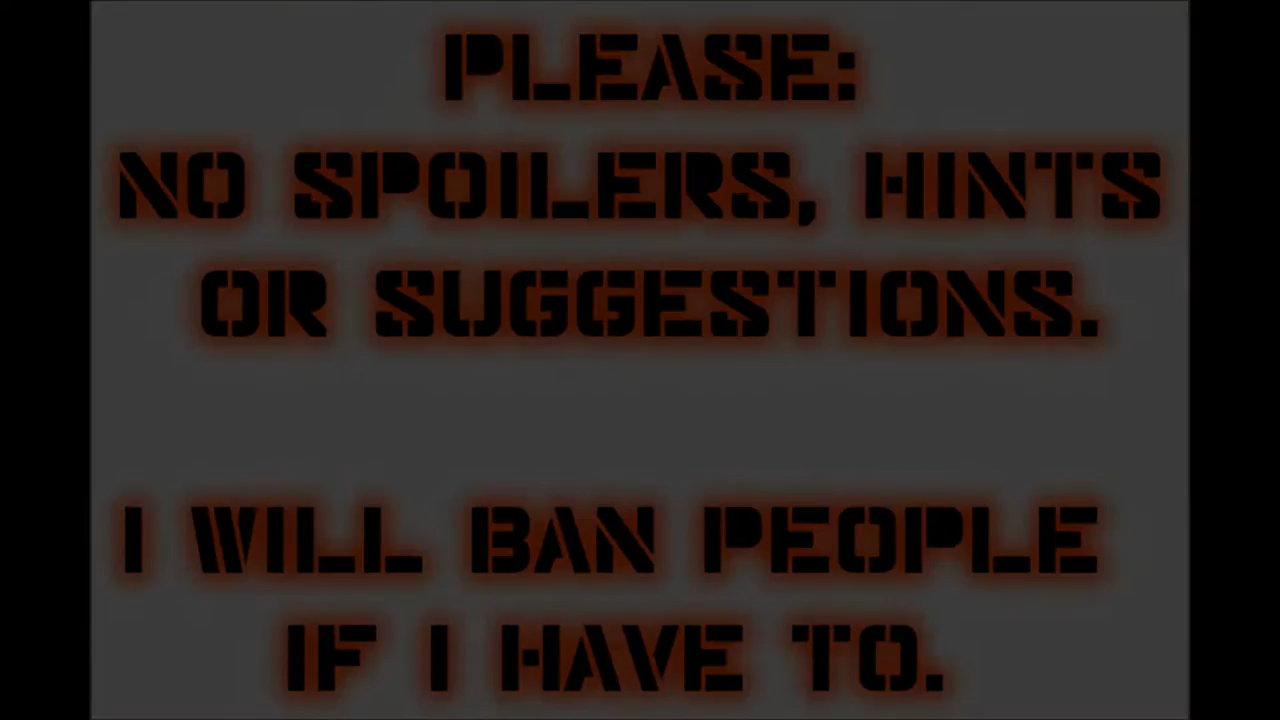 PLEASE:
NO SPOILERS, HINTS
OR SUGGESTIONS.
I WILL BAN PEOPLE
IF I HAVE TO.